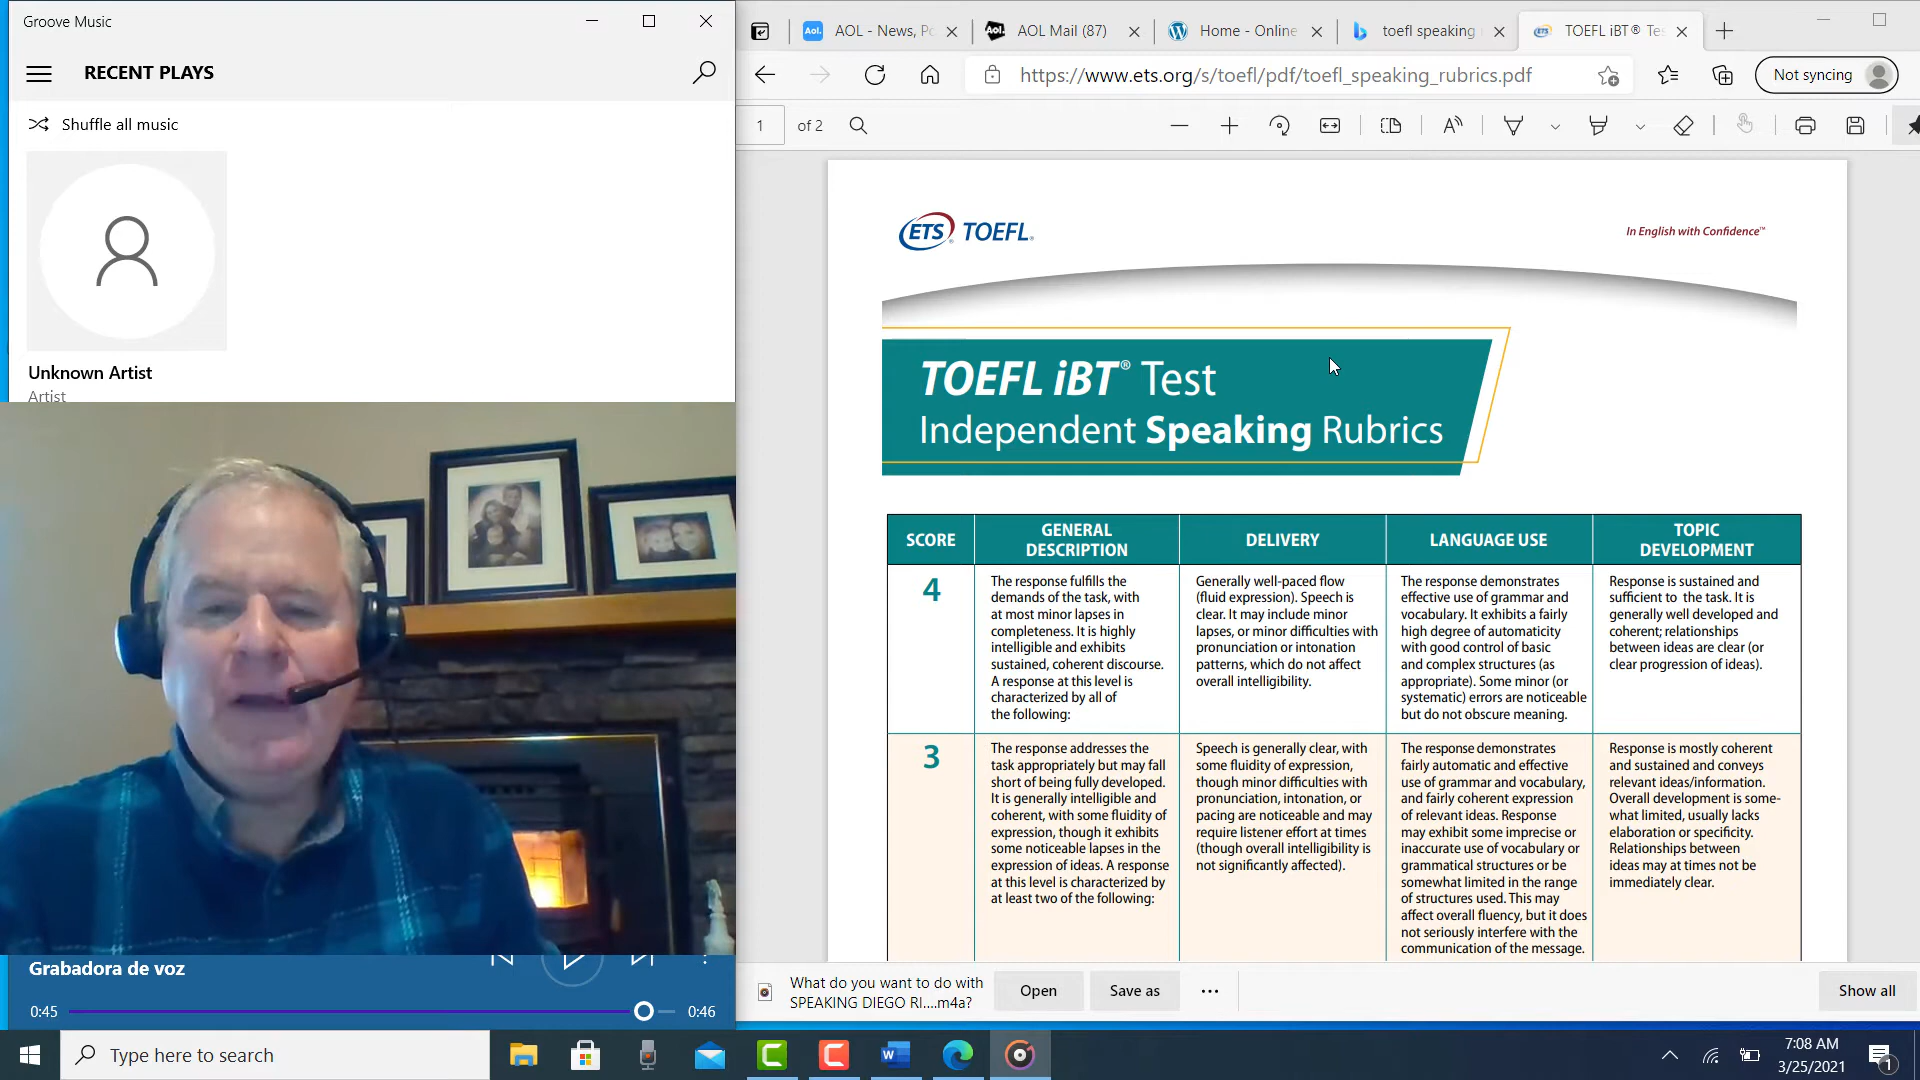 Groove Music
RECENT PLAYS
Shuffle all music
Unknown Artist
Artist
Grabadora de voz
0:45
0:46
AOL - News, Po
AOL Mail (87)
Home - Online
toefl speaking
TOEFL iBT® Tes
https://www.ets.org/s/toefl/pdf/toefl_speaking_rubrics.pdf
Not syncing
1 of 2
ETS TOEFL®
In English with Confidence™
TOEFL iBT® Test
Independent Speaking Rubrics
SCORE
GENERAL
DESCRIPTION
DELIVERY
LANGUAGE USE
TOPIC
DEVELOPMENT
4
The response fulfills the
demands of the task, with
at most minor lapses in
completeness. It is highly
intelligible and exhibits
sustained, coherent discourse.
A response at this level is
characterized by all of
the following:
Generally well-paced flow
(fluid expression). Speech is
clear. It may include minor
lapses, or minor difficulties with
pronunciation or intonation
patterns, which do not affect
overall intelligibility.
The response demonstrates
effective use of grammar and
vocabulary. It exhibits a fairly
high degree of automaticity
with good control of basic
and complex structures (as
appropriate). Some minor (or
systematic) errors are noticeable
but do not obscure meaning.
Response is sustained and
sufficient to the task. It is
generally well developed and
coherent; relationships
between ideas are clear (or
clear progression of ideas).
3
The response addresses the
task appropriately but may fall
short of being fully developed.
It is generally intelligible and
coherent, with some fluidity of
expression, though it exhibits
some noticeable lapses in the
expression of ideas. A response
at this level is characterized by
at least two of the following:
Speech is generally clear, with
some fluidity of expression,
though minor difficulties with
pronunciation, intonation, or
pacing are noticeable and may
require listener effort at times
(though overall intelligibility is
not significantly affected).
The response demonstrates
fairly automatic and effective
use of grammar and vocabulary,
and fairly coherent expression
of relevant ideas. Response
may exhibit some imprecise or
inaccurate use of vocabulary or
grammatical structures or be
somewhat limited in the range
of structures used. This may
affect overall fluency, but it does
not seriously interfere with the
communication of the message.
Response is mostly coherent
and sustained and conveys
relevant ideas/information.
Overall development is some-
what limited, usually lacks
elaboration or specificity.
Relationships between
ideas may at times not be
immediately clear.
What do you want to do with
SPEAKING DIEGO RI....m4a?
Open
Save as
Show all
Type here to search
7:08 AM
3/25/2021
1